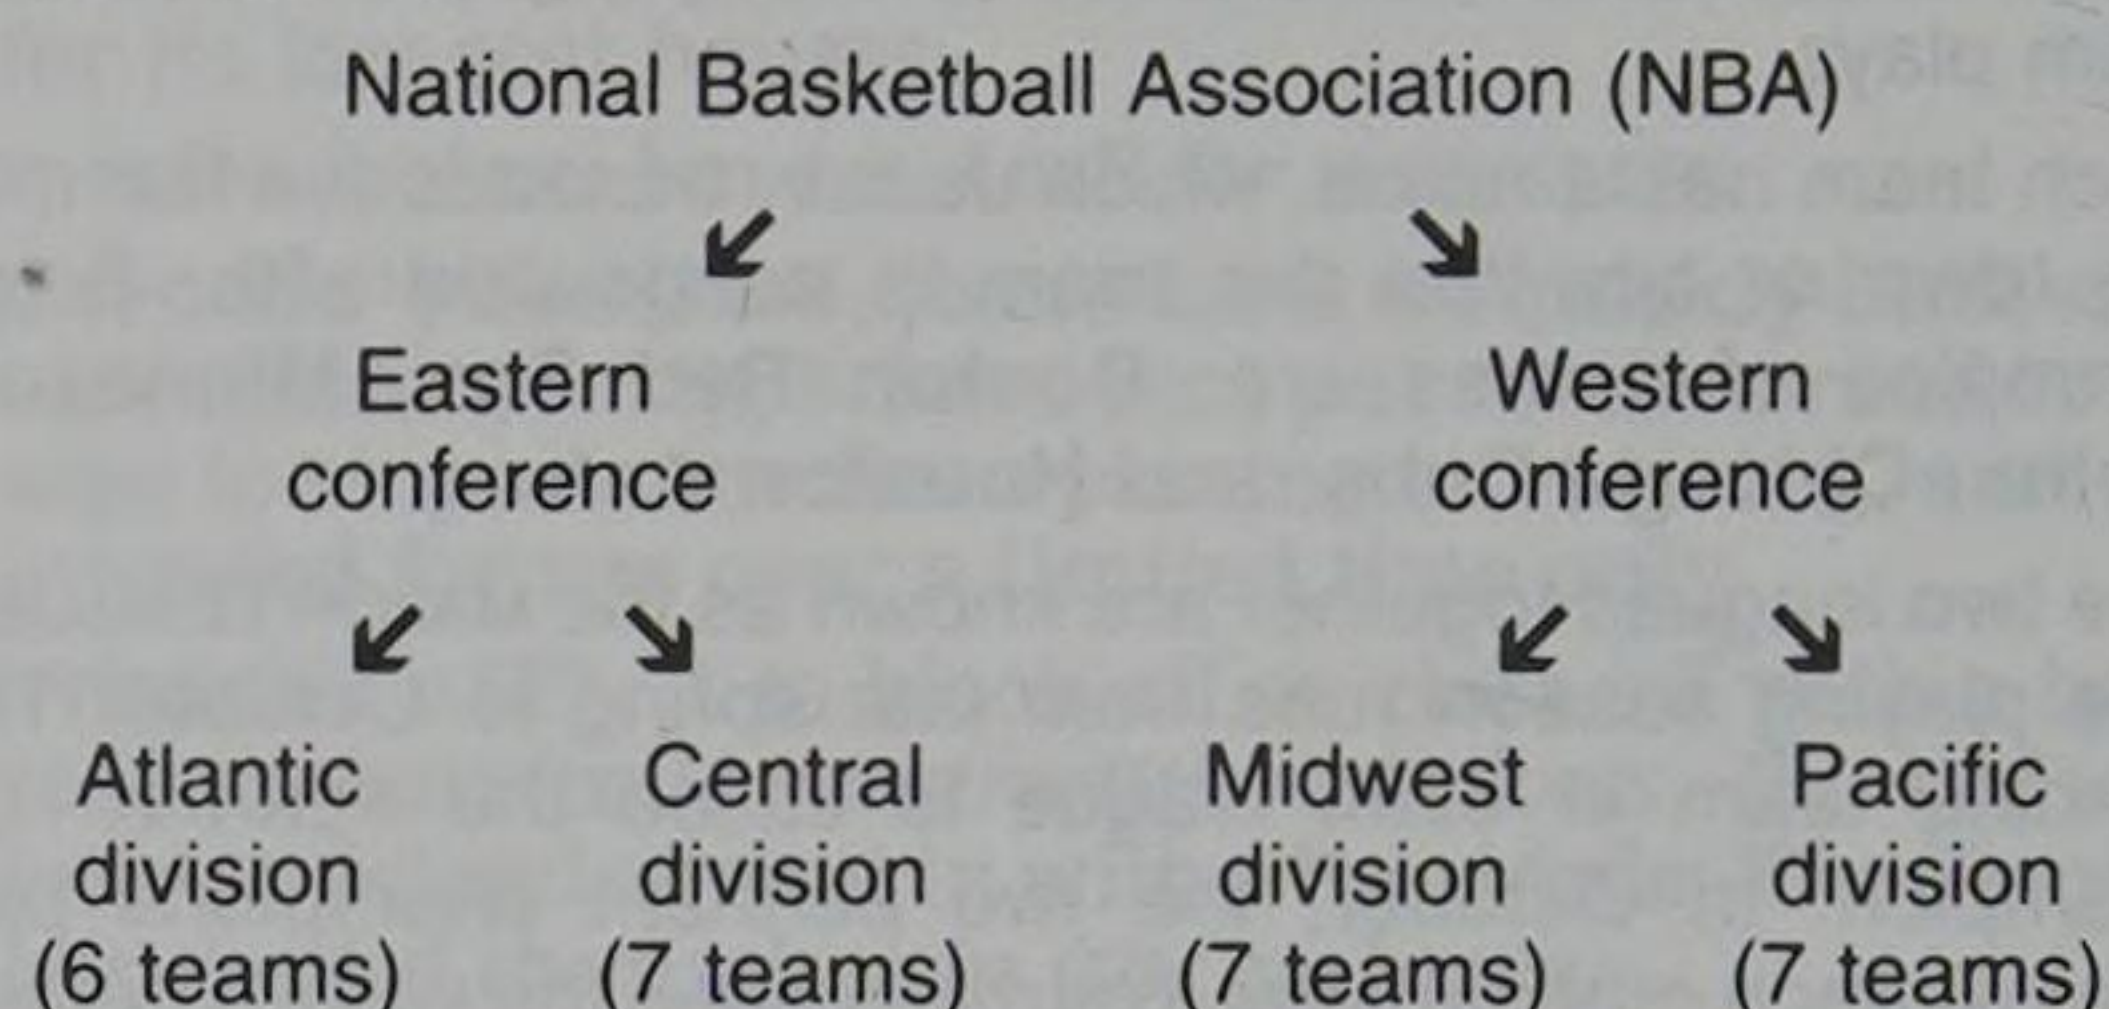 National Basketball Association (NBA)
Eastern
conference
Western
conference
Atlantic
division
(6 teams)
Central
division
(7 teams)
Midwest
division
(7 teams)
Pacific
division
(7 teams)